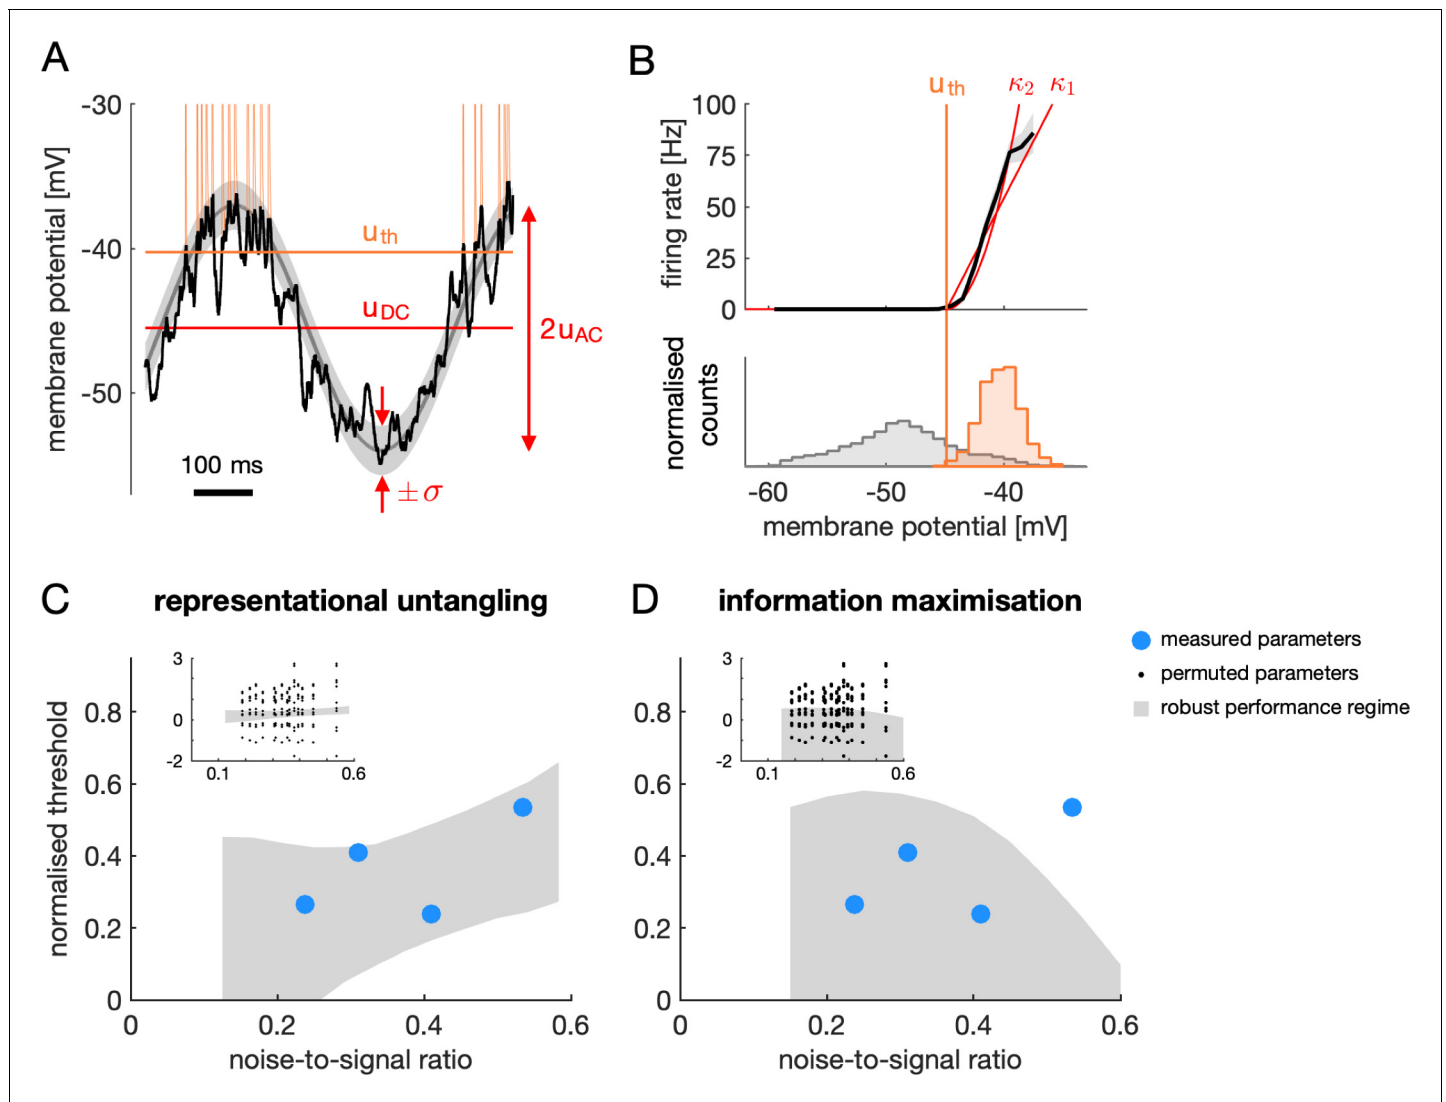 A
-30
-40
-50
membrane potential [mV]
uth
uDC
2uAC
100 ms
± σ
B
uth
κ2
κ1
100
75
50
25
0
firing rate [Hz]
normalised
counts
-60
-50
-40
membrane potential [mV]
C
representational untangling
3
0
-2
0.1
0.6
0.8
0.6
0.4
0.2
0
normalised threshold
0
0.2
0.4
0.6
noise-to-signal ratio
D
information maximisation
3
0
-2
0.1
0.6
0.8
0.6
0.4
0.2
0
0
0.2
0.4
0.6
noise-to-signal ratio
measured parameters
permuted parameters
robust performance regime